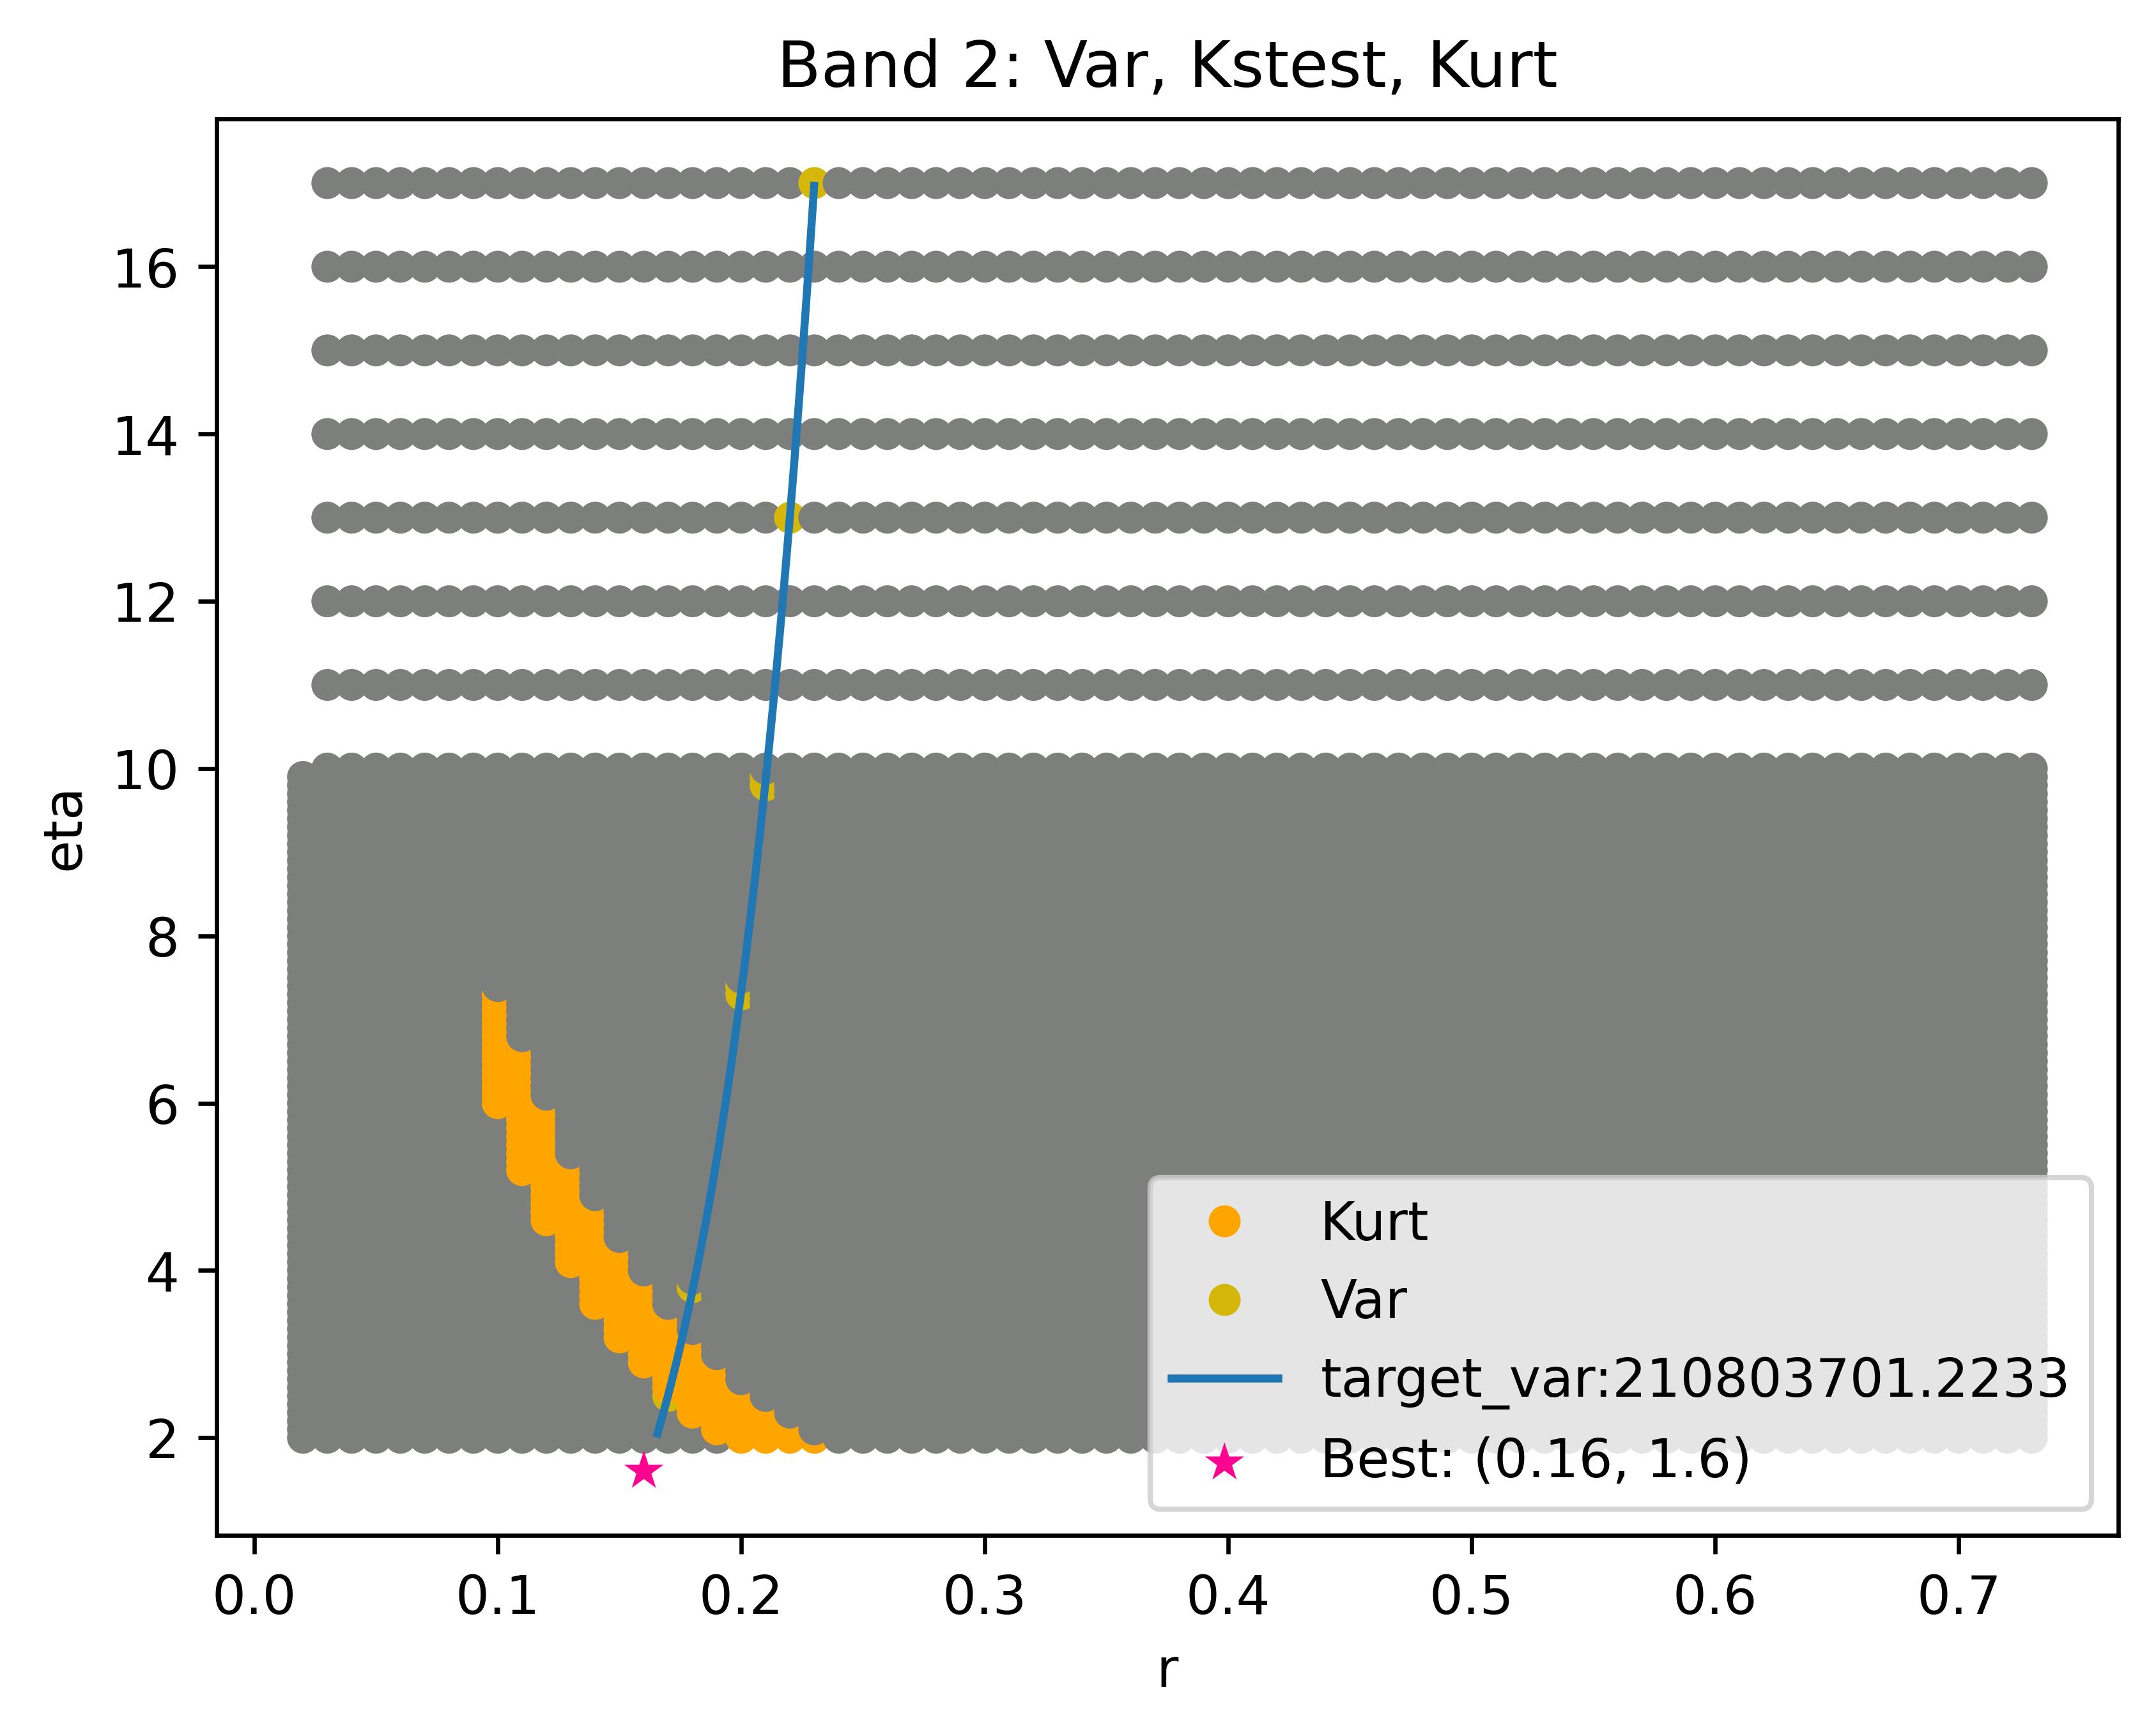 Band 2: Var, Kstest, Kurt
eta
16
14
12
10
8
6
4
2
Kurt
Var
target_var:210803701.2233
Best: (0.16, 1.6)
0.0 0.1 0.2 0.3 0.4 0.5 0.6 0.7
r